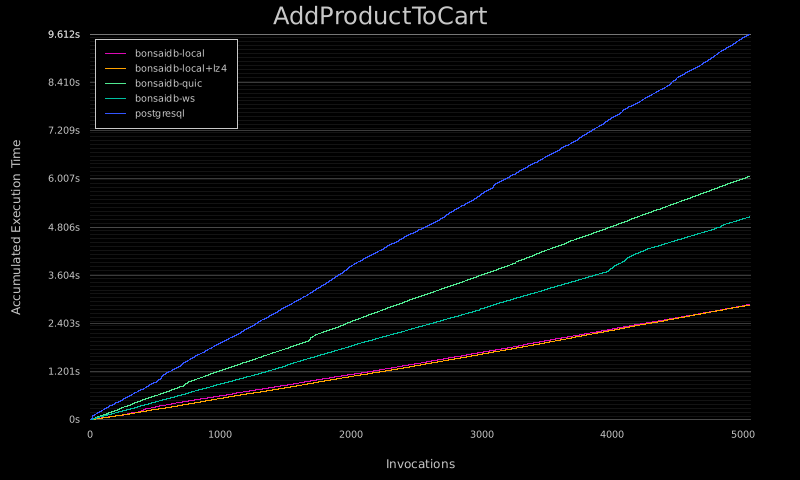 AddProductToCart
9.612s
8.410s
7.209s
6.007s
4.806s
3.604s
2.403s
1.201s
0s
Accumulated Execution Time
bonsaidb-local
bonsaidb-local+lz4
bonsaidb-quic
bonsaidb-ws
postgresql
0 1000 2000 3000 4000 5000
Invocations